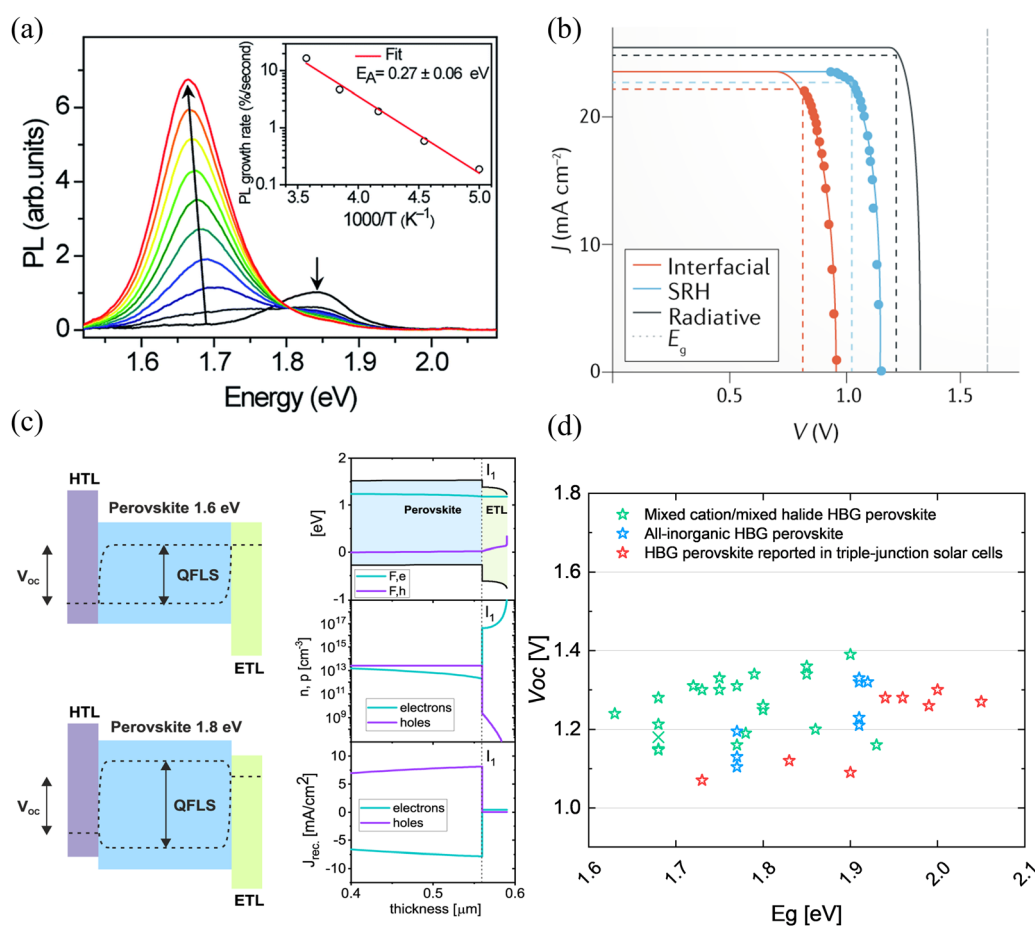 (a)
PL (arb.units)
6
4
2
0
1.6
1.7
1.8
1.9
2.0
Energy (eV)
PL growth rate (%/second)
10
1
0.1
Fit
E_A= 0.27 ± 0.06 eV
3.5
4.0
4.5
5.0
1000/T (K⁻¹)
(b)
J (mA cm⁻²)
20
10
0
0.5
1.0
1.5
V (V)
Interfacial
SRH
Radiative
E_g
(c)
HTL
Perovskite 1.6 eV
V_oc
QFLS
ETL
HTL
Perovskite 1.8 eV
V_oc
QFLS
ETL
[eV]
2
1
0
-1
I₁
Perovskite
ETL
F,e
F,h
n, p [cm⁻³]
10¹⁷
10¹⁵
10¹³
10¹¹
10⁹
I₁
electrons
holes
J_rec. [mA/cm²]
10
5
0
-5
-10
I₁
electrons
holes
0.4
0.5
0.6
thickness [μm]
(d)
Voc [V]
1.8
1.6
1.4
1.2
1.0
Mixed cation/mixed halide HBG perovskite
All-inorganic HBG perovskite
HBG perovskite reported in triple-junction solar cells
1.6
1.7
1.8
1.9
2.0
2.1
Eg [eV]